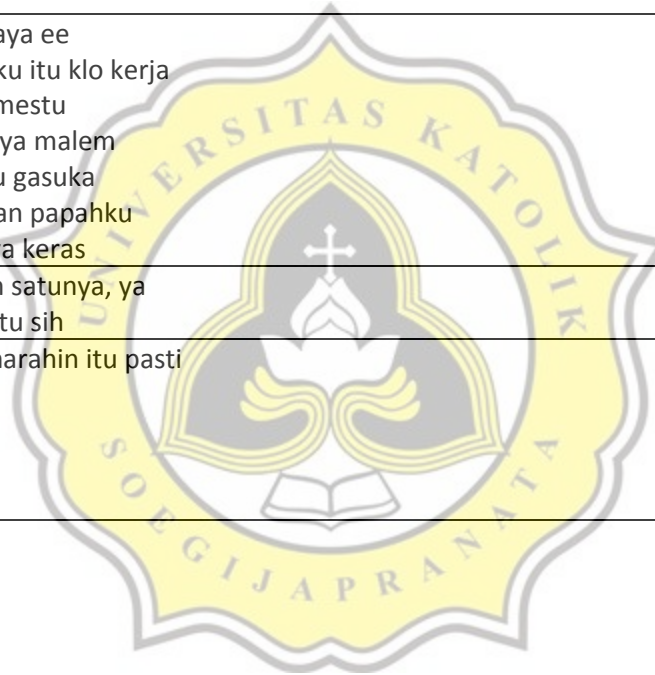 aya ee
ku itu klo kerja
mestu
ya malem
u gasuka
an papahku
a keras
n satunya, ya
tu sih
narahin itu pasti
UNIVERSITAS KATOLIK
SOEGIJAPRANATA